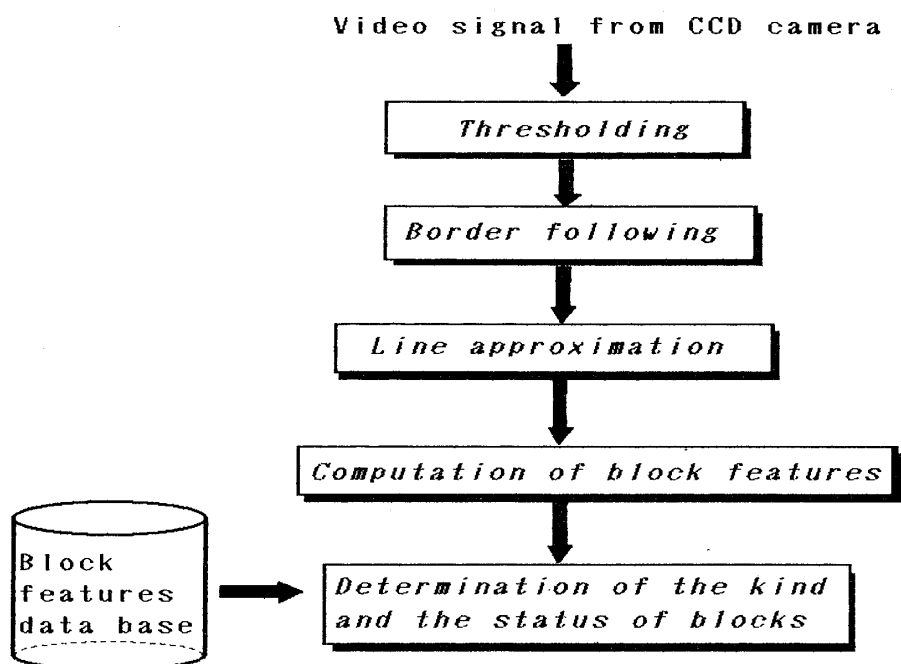 Video signal from CCD camera
Thresholding
Border following
Line approximation
Computation of block features
Block
features
data base
Determination of the kind
and the status of blocks